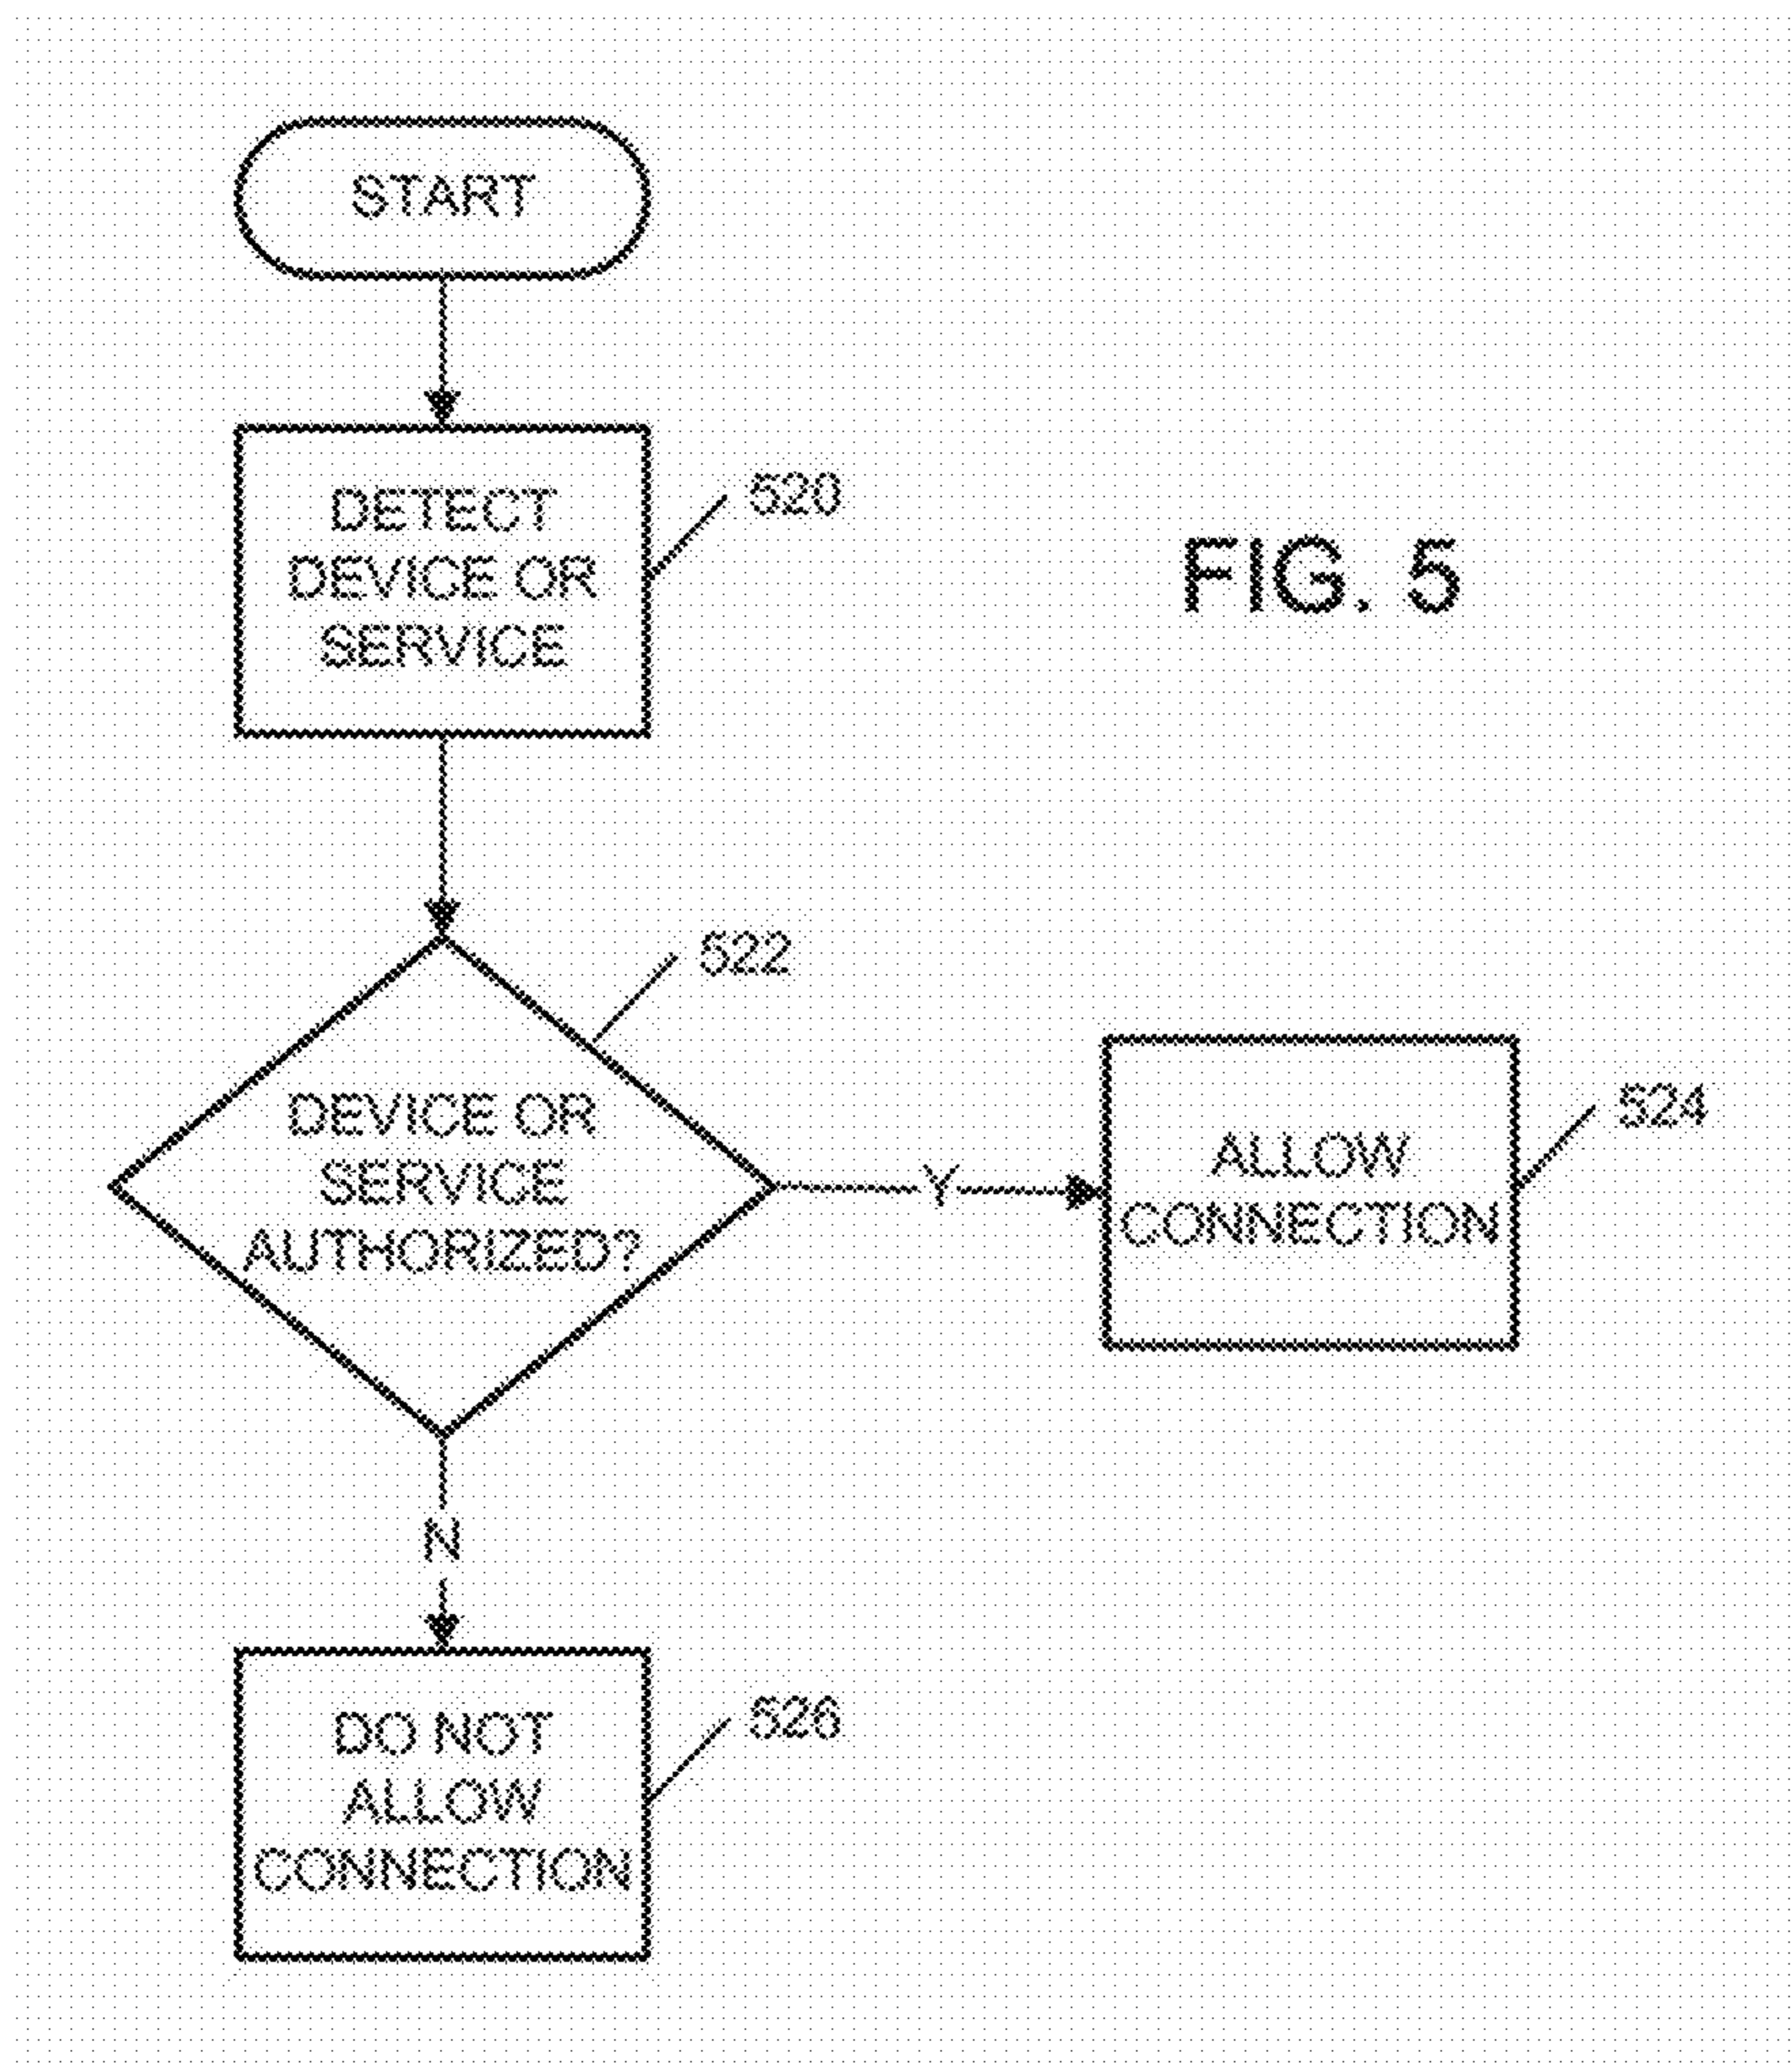 START
DETECT
DEVICE OR
SERVICE
520
FIG. 5
522
DEVICE OR
SERVICE
AUTHORIZED?
Y
ALLOW
CONNECTION
524
N
DO NOT
ALLOW
CONNECTION
526